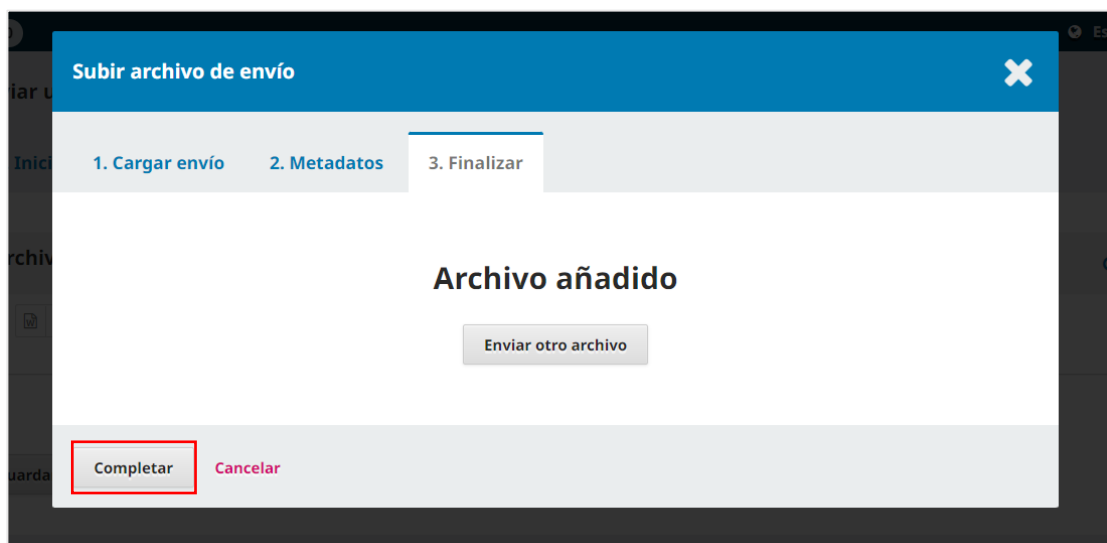 Subir archivo de envío
1. Cargar envío 2. Metadatos 3. Finalizar
Archivo añadido
Enviar otro archivo
Completar Cancelar